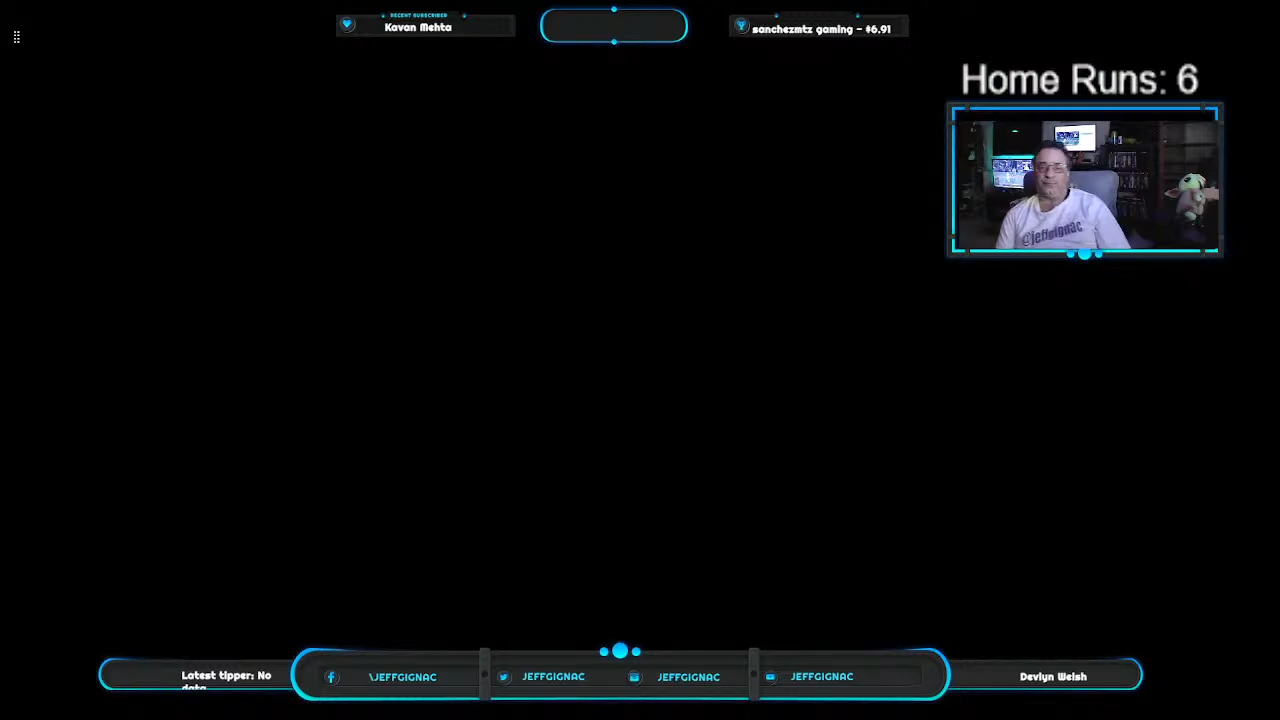 RECENT SUBSCRIBER
Kavan Mehta
sanchezmtz gaming - $6.91
Home Runs: 6
@jeffgignac
Latest tipper: No
data
\JEFFGIGNAC
JEFFGIGNAC
JEFFGIGNAC
JEFFGIGNAC
Devlyn Welsh